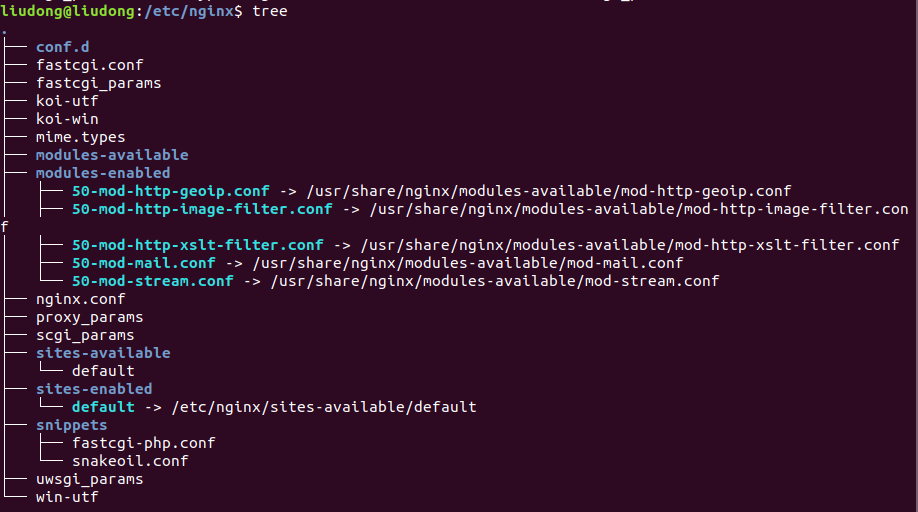 liudong@liudong:/etc/nginx$ tree
.
├── conf.d
├── fastcgi.conf
├── fastcgi_params
├── koi-utf
├── koi-win
├── mime.types
├── modules-available
├── modules-enabled
│   ├── 50-mod-http-geoip.conf -> /usr/share/nginx/modules-available/mod-http-geoip.conf
│   ├── 50-mod-http-image-filter.conf -> /usr/share/nginx/modules-available/mod-http-image-filter.con
f
│   ├── 50-mod-http-xslt-filter.conf -> /usr/share/nginx/modules-available/mod-http-xslt-filter.conf
│   ├── 50-mod-mail.conf -> /usr/share/nginx/modules-available/mod-mail.conf
│   └── 50-mod-stream.conf -> /usr/share/nginx/modules-available/mod-stream.conf
├── nginx.conf
├── proxy_params
├── scgi_params
├── sites-available
│   └── default
├── sites-enabled
│   └── default -> /etc/nginx/sites-available/default
├── snippets
│   ├── fastcgi-php.conf
│   └── snakeoil.conf
├── uwsgi_params
└── win-utf